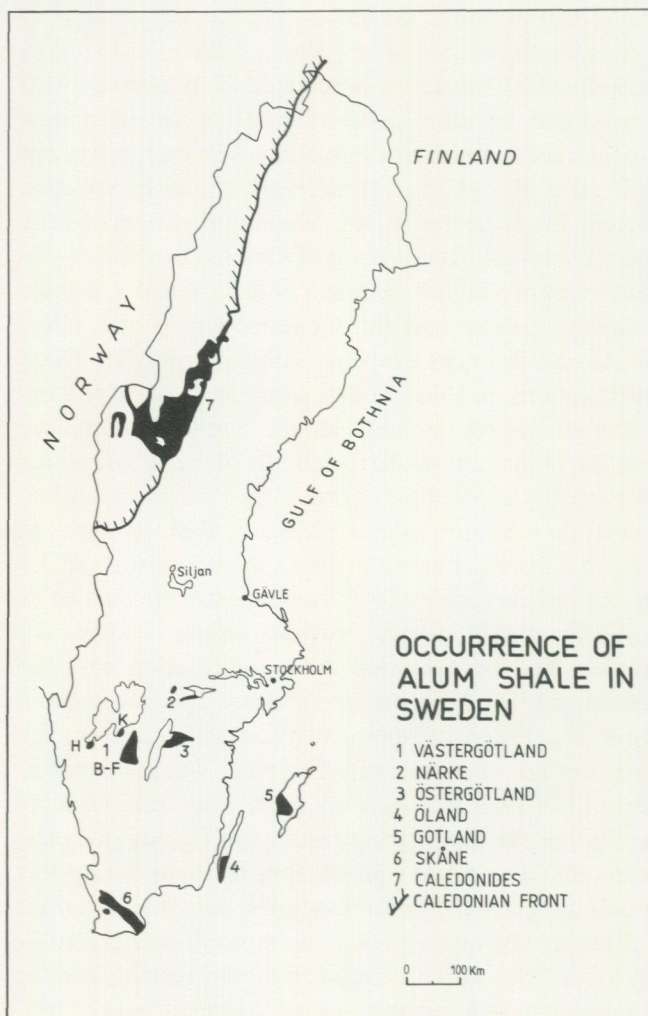 FINLAND
NORWAY
7
GULF OF BOTHNIA
Siljan
GÄVLE
STOCKHOLM
2
K
H 1
3
B-F
5
4
6
OCCURRENCE OF
ALUM SHALE IN
SWEDEN
1 VÄSTERGÖTLAND
2 NÄRKE
3 ÖSTERGÖTLAND
4 ÖLAND
5 GOTLAND
6 SKÅNE
7 CALEDONIDES
CALEDONIAN FRONT
0 100 Km